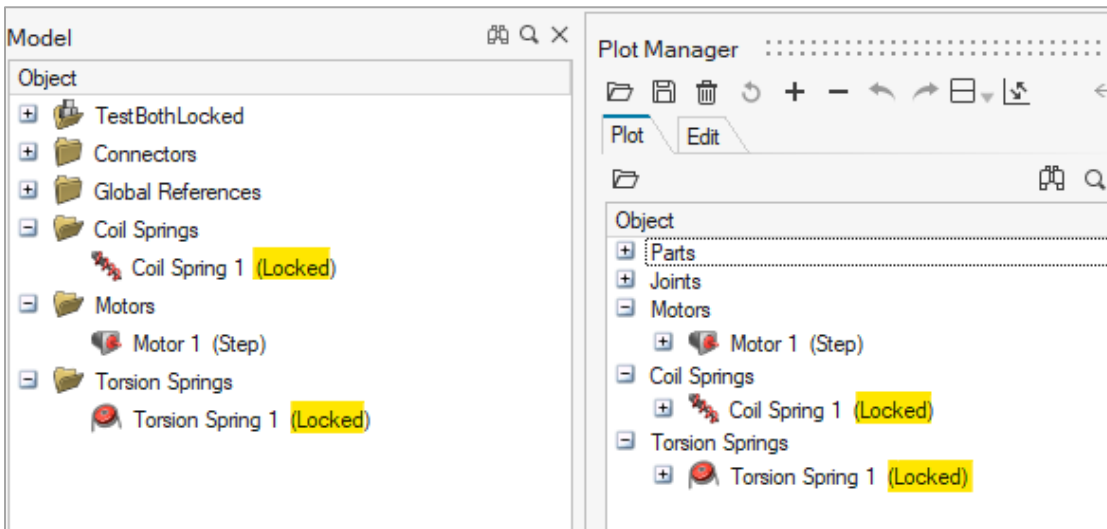 Model
Object
TestBothLocked
Connectors
Global References
Coil Springs
Coil Spring 1 (Locked)
Motors
Motor 1 (Step)
Torsion Springs
Torsion Spring 1 (Locked)
Plot Manager
Plot
Edit
Object
Parts
Joints
Motors
Motor 1 (Step)
Coil Springs
Coil Spring 1 (Locked)
Torsion Springs
Torsion Spring 1 (Locked)